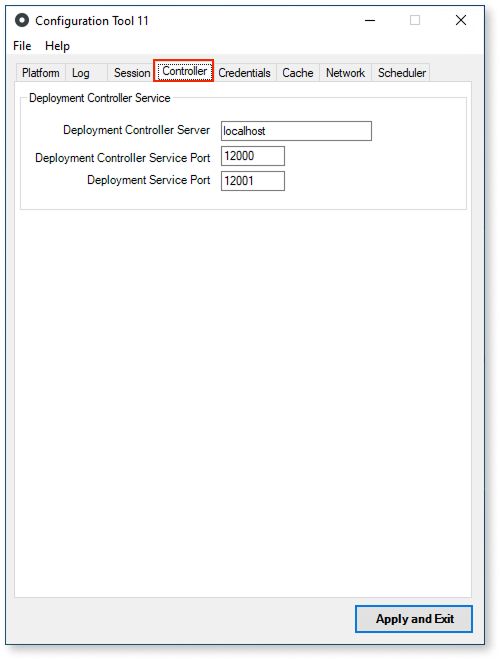 Configuration Tool 11
File Help
Platform Log Session Controller Credentials Cache Network Scheduler
Deployment Controller Service
Deployment Controller Server localhost
Deployment Controller Service Port 12000
Deployment Service Port 12001
Apply and Exit